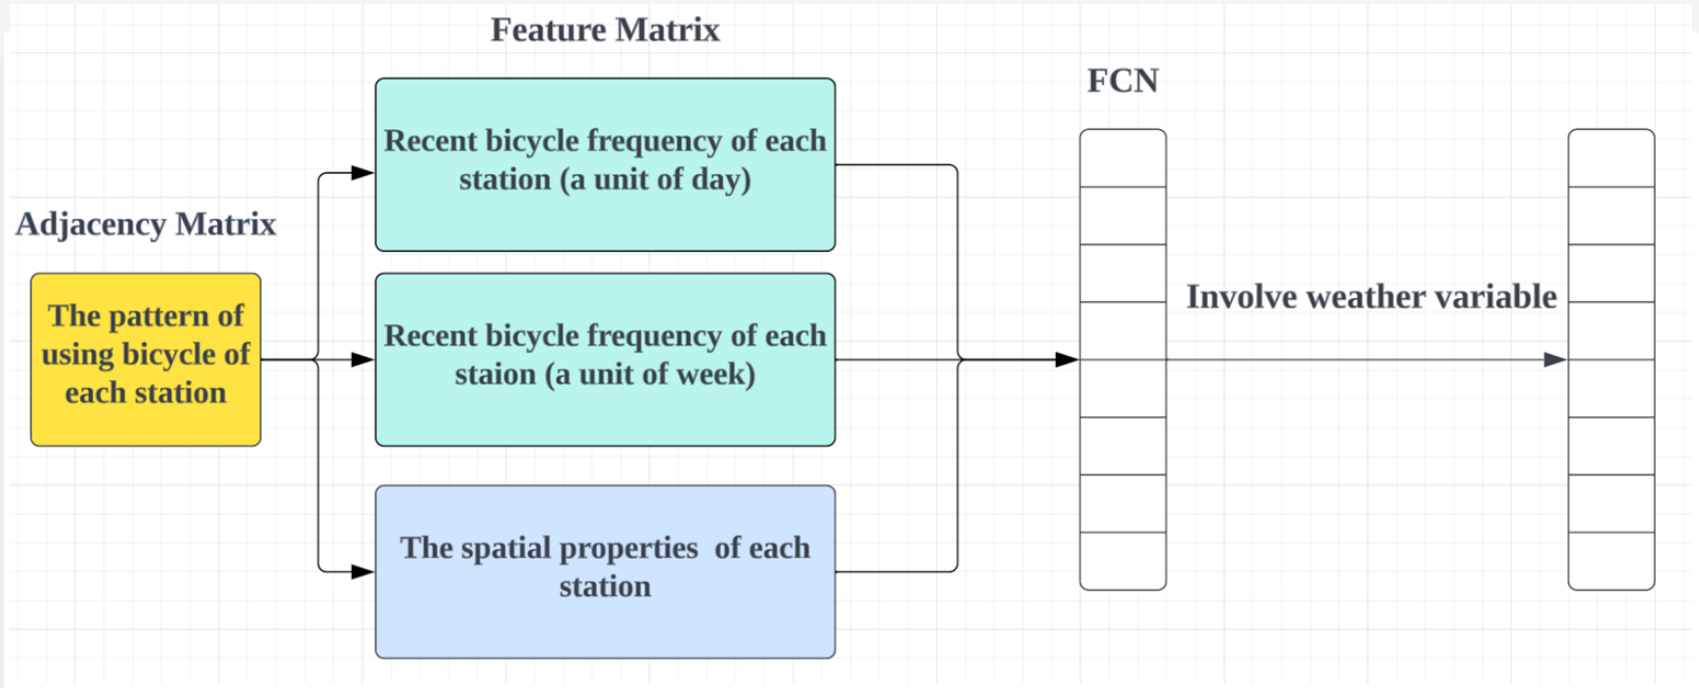 Feature Matrix
FCN
Recent bicycle frequency of each
station (a unit of day)
Adjacency Matrix
The pattern of
using bicycle of
each station
Recent bicycle frequency of each
staion (a unit of week)
Involve weather variable
The spatial properties of each
station